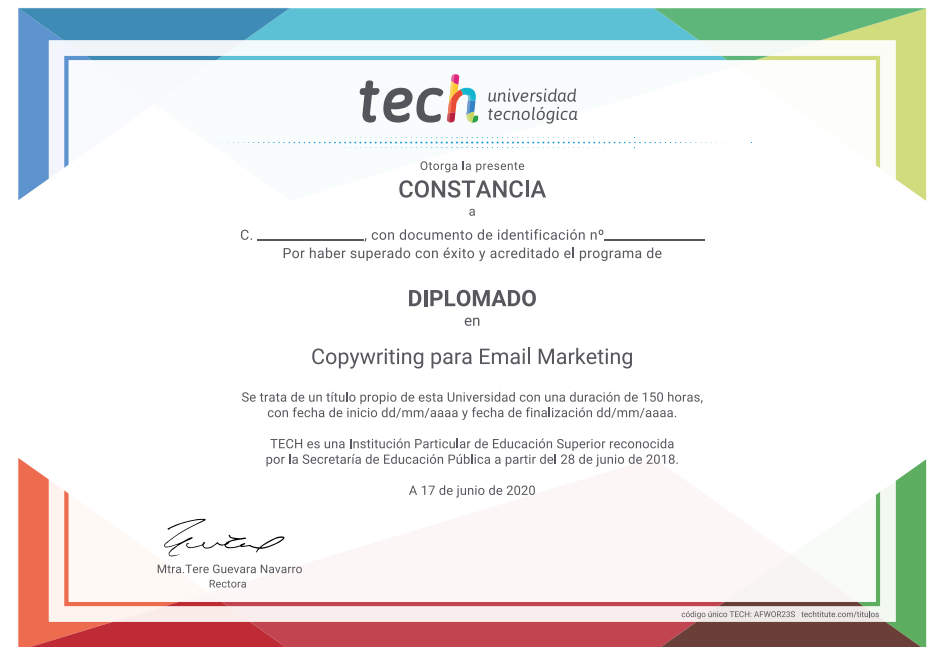 tech universidad
tecnológica
Otorga la presente
CONSTANCIA
a
C. ______________, con documento de identificación nº_____________
Por haber superado con éxito y acreditado el programa de
DIPLOMADO
en
Copywriting para Email Marketing
Se trata de un título propio de esta Universidad con una duración de 150 horas,
con fecha de inicio dd/mm/aaaa y fecha de finalización dd/mm/aaaa.
TECH es una Institución Particular de Educación Superior reconocida
por la Secretaría de Educación Pública a partir del 28 de junio de 2018.
A 17 de junio de 2020
Mtra.Tere Guevara Navarro
Rectora
código único TECH: AFWOR23S techtitute.com/titulos